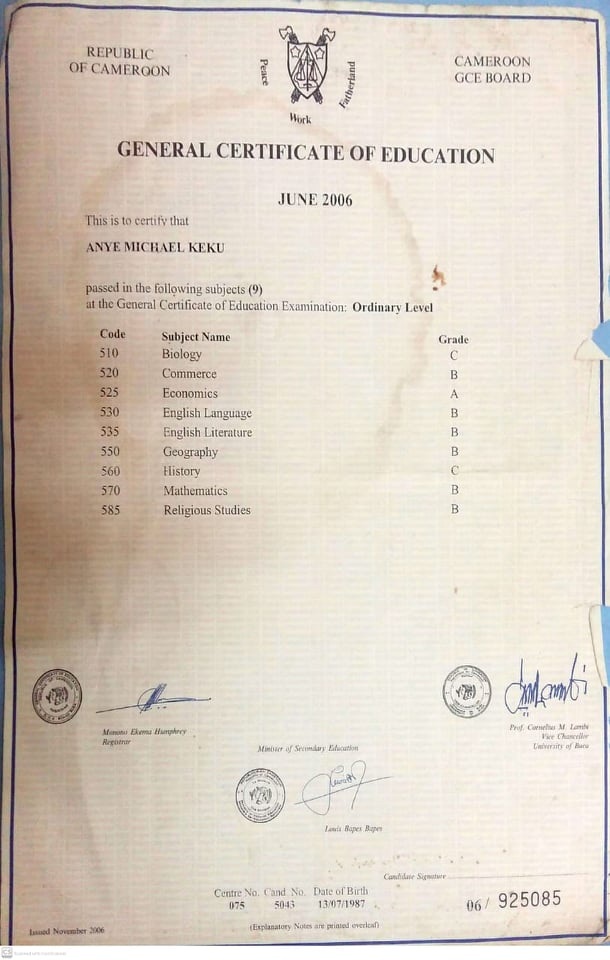 REPUBLIC
OF CAMEROON
Peace
Work
Fatherland
CAMEROON
GCE BOARD
GENERAL CERTIFICATE OF EDUCATION
JUNE 2006
This is to certify that
ANYE MICHAEL KEKU
passed in the following subjects (9)
at the General Certificate of Education Examination: Ordinary Level
Code Subject Name Grade
510 Biology C
520 Commerce B
525 Economics A
530 English Language B
535 English Literature B
550 Geography B
560 History C
570 Mathematics B
585 Religious Studies B
Monono Ekema Humphrey
Registrar
Prof. Cornelius M. Lambi
Vice Chancellor
University of Buea
Minister of Secondary Education
Louis Bapes Bapes
Candidate Signature
Centre No. Cand. No. Date of Birth
075 5043 13/07/1987
06/ 925085
(Explanatory Notes are printed overleaf)
Issued November 2006